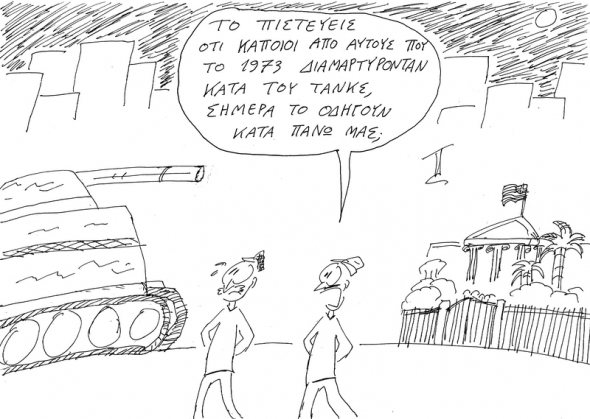 ΤΟ ΠΙΣΤΕΥΕΙΣ
ΟΤΙ ΚΑΠΟΙΟΙ ΑΠΟ ΑΥΤΟΥΣ ΠΟΥ
ΤΟ 1973 ΔΙΑΜΑΡΤΥΡΟΝΤΑΝ
ΚΑΤΑ ΤΟΥ ΤΑΝΚΣ,
ΣΗΜΕΡΑ ΤΟ ΟΔΗΓΟΥΝ
ΚΑΤΑ ΠΑΝΩ ΜΑΣ;